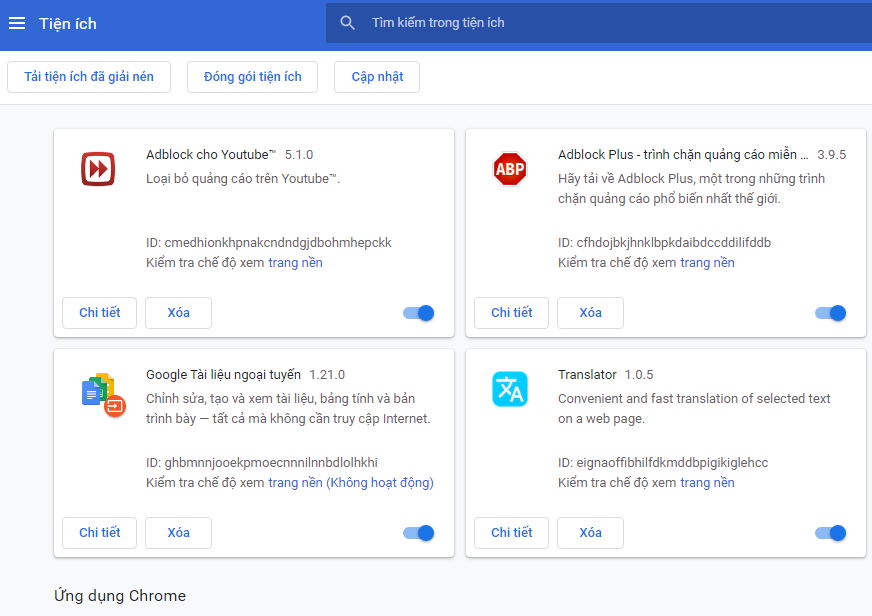 Tiện ích
Tìm kiếm trong tiện ích
Tải tiện ích đã giải nén
Đóng gói tiện ích
Cập nhật
Adblock cho Youtube™ 5.1.0
Loại bỏ quảng cáo trên Youtube™.
ID: cmedhionkhpnakcndndgjdbohmhepckk
Kiểm tra chế độ xem trang nền
Chi tiết
Xóa
ABP
Adblock Plus - trình chặn quảng cáo miễn ... 3.9.5
Hãy tải về Adblock Plus, một trong những trình
chặn quảng cáo phổ biến nhất thế giới.
ID: cfhdojbkjhnklbpkdaibdccddilifddb
Kiểm tra chế độ xem trang nền
Chi tiết
Xóa
Google Tài liệu ngoại tuyến 1.21.0
Chỉnh sửa, tạo và xem tài liệu, bảng tính và bản
trình bày — tất cả mà không cần truy cập Internet.
ID: ghbmnnjooekpmoecnnnilnnbdlolhkhi
Kiểm tra chế độ xem trang nền (Không hoạt động)
Chi tiết
Xóa
文A
Translator 1.0.5
Convenient and fast translation of selected text
on a web page.
ID: eignaoffibhilfdkmddbpigikiglehcc
Kiểm tra chế độ xem trang nền
Chi tiết
Xóa
Ứng dụng Chrome